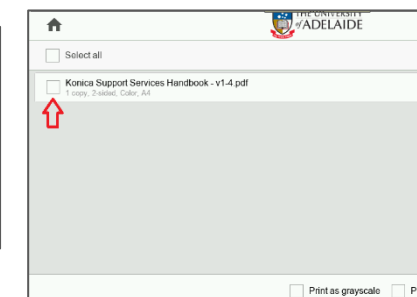 THE UNIVERSITY
of ADELAIDE
Select all
Konica Support Services Handbook - v1-4.pdf
1 copy, 2-sided, Color, A4
Print as grayscale